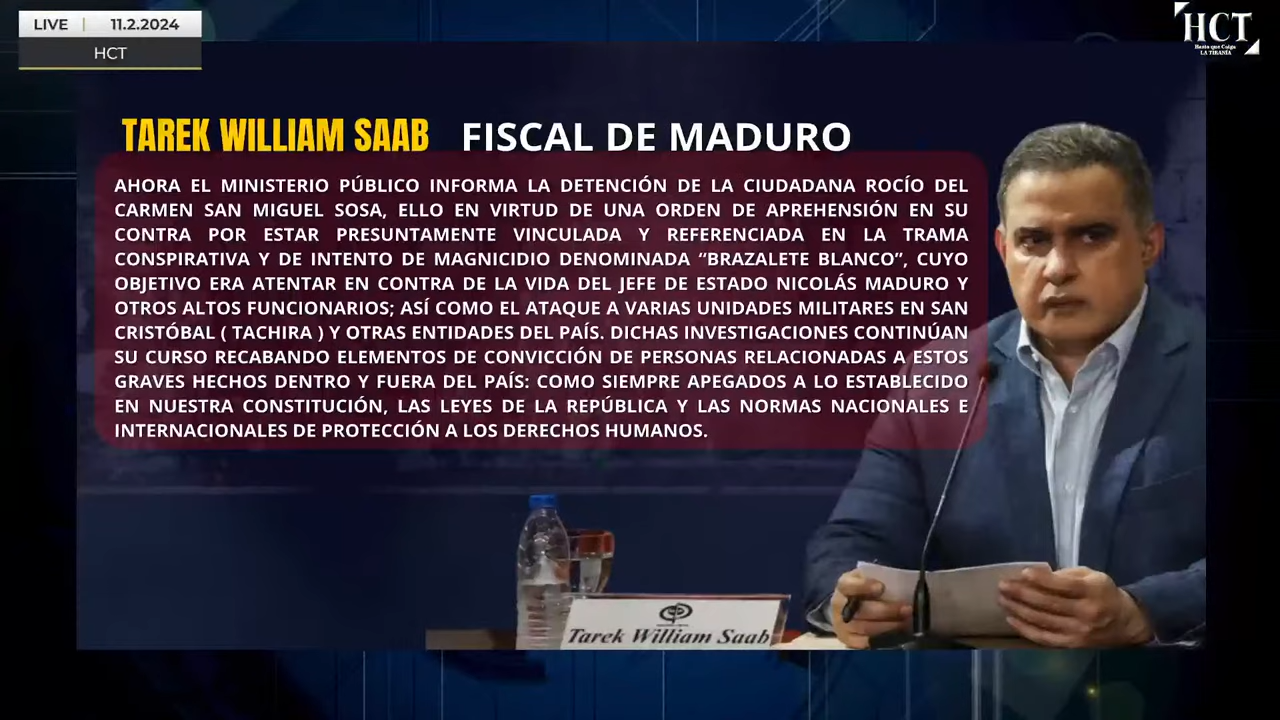 LIVE | 11.2.2024
HCT
HCT
Hasta que Caiga
LA TIRANÍA
TAREK WILLIAM SAAB FISCAL DE MADURO
AHORA EL MINISTERIO PÚBLICO INFORMA LA DETENCIÓN DE LA CIUDADANA ROCÍO DEL
CARMEN SAN MIGUEL SOSA, ELLO EN VIRTUD DE UNA ORDEN DE APREHENSIÓN EN SU
CONTRA POR ESTAR PRESUNTAMENTE VINCULADA Y REFERENCIADA EN LA TRAMA
CONSPIRATIVA Y DE INTENTO DE MAGNICIDIO DENOMINADA “BRAZALETE BLANCO”, CUYO
OBJETIVO ERA ATENTAR EN CONTRA DE LA VIDA DEL JEFE DE ESTADO NICOLÁS MADURO Y
OTROS ALTOS FUNCIONARIOS; ASÍ COMO EL ATAQUE A VARIAS UNIDADES MILITARES EN SAN
CRISTÓBAL ( TACHIRA ) Y OTRAS ENTIDADES DEL PAÍS. DICHAS INVESTIGACIONES CONTINÚAN
SU CURSO RECABANDO ELEMENTOS DE CONVICCIÓN DE PERSONAS RELACIONADAS A ESTOS
GRAVES HECHOS DENTRO Y FUERA DEL PAÍS: COMO SIEMPRE APEGADOS A LO ESTABLECIDO
EN NUESTRA CONSTITUCIÓN, LAS LEYES DE LA REPÚBLICA Y LAS NORMAS NACIONALES E
INTERNACIONALES DE PROTECCIÓN A LOS DERECHOS HUMANOS.
Tarek William Saab